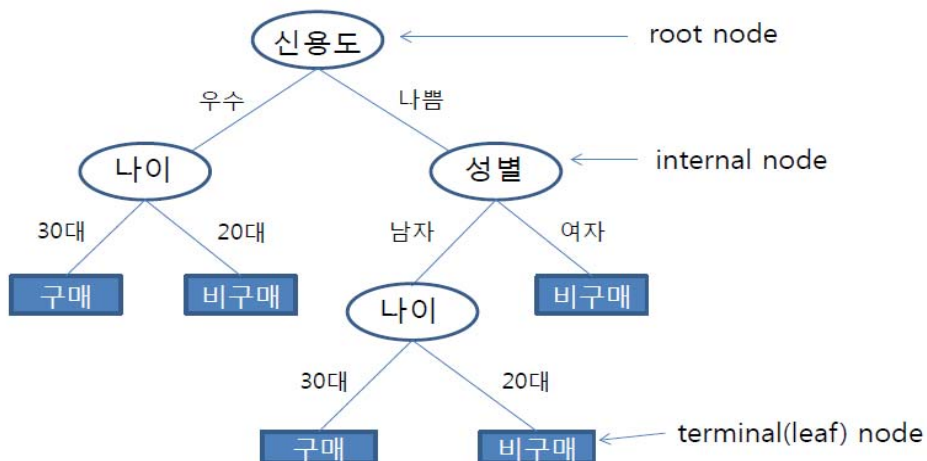 신용도
root node
우수
나쁨
나이
성별
internal node
30대
20대
남자
여자
구매
비구매
나이
비구매
30대
20대
구매
비구매
terminal(leaf) node